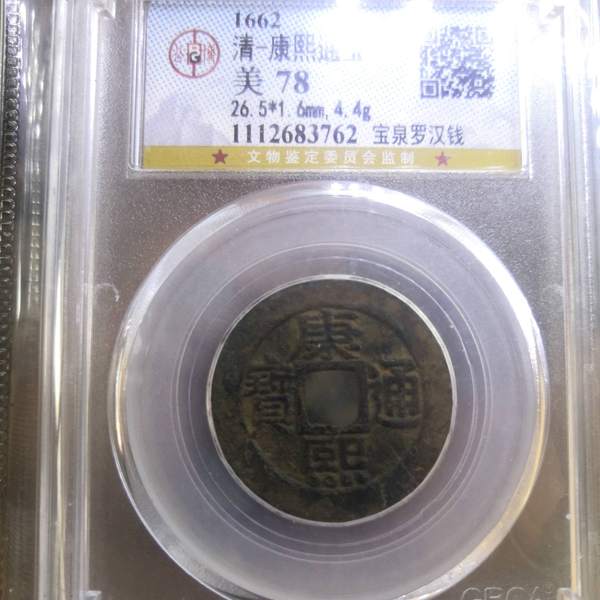 1662
清-康熙通宝
美 78
26.5*1.6mm,4.4g
1112683762 宝泉罗汉钱
★ 文物鉴定委员会监制 ★
康
寶 通
熙